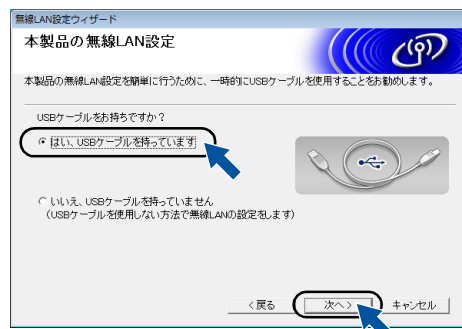 無線LAN設定ウィザード
本製品の無線LAN設定
本製品の無線LAN設定を簡単に行うために、一時的にUSBケーブルを使用することをお勧めします。
USBケーブルをお持ちですか?
はい、USBケーブルを持っています
いいえ、USBケーブルを持っていません
(USBケーブルを使用しない方法で無線LANの設定をします)
<戻る 次へ> キャンセル